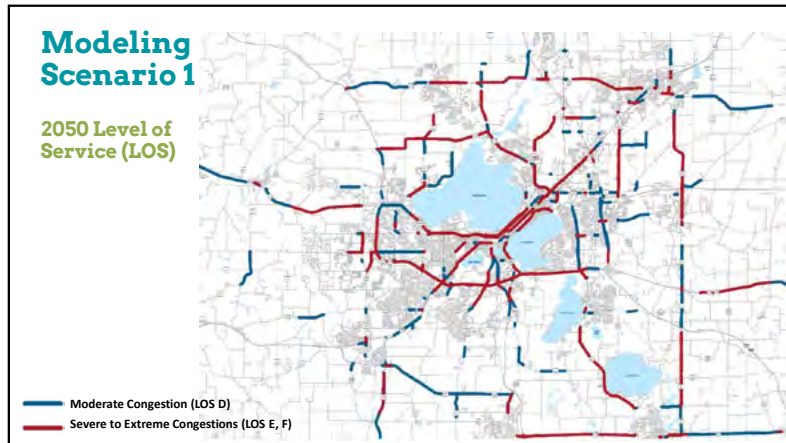 Modeling
Scenario 1
2050 Level of
Service (LOS)
Moderate Congestion (LOS D)
Severe to Extreme Congestions (LOS E, F)